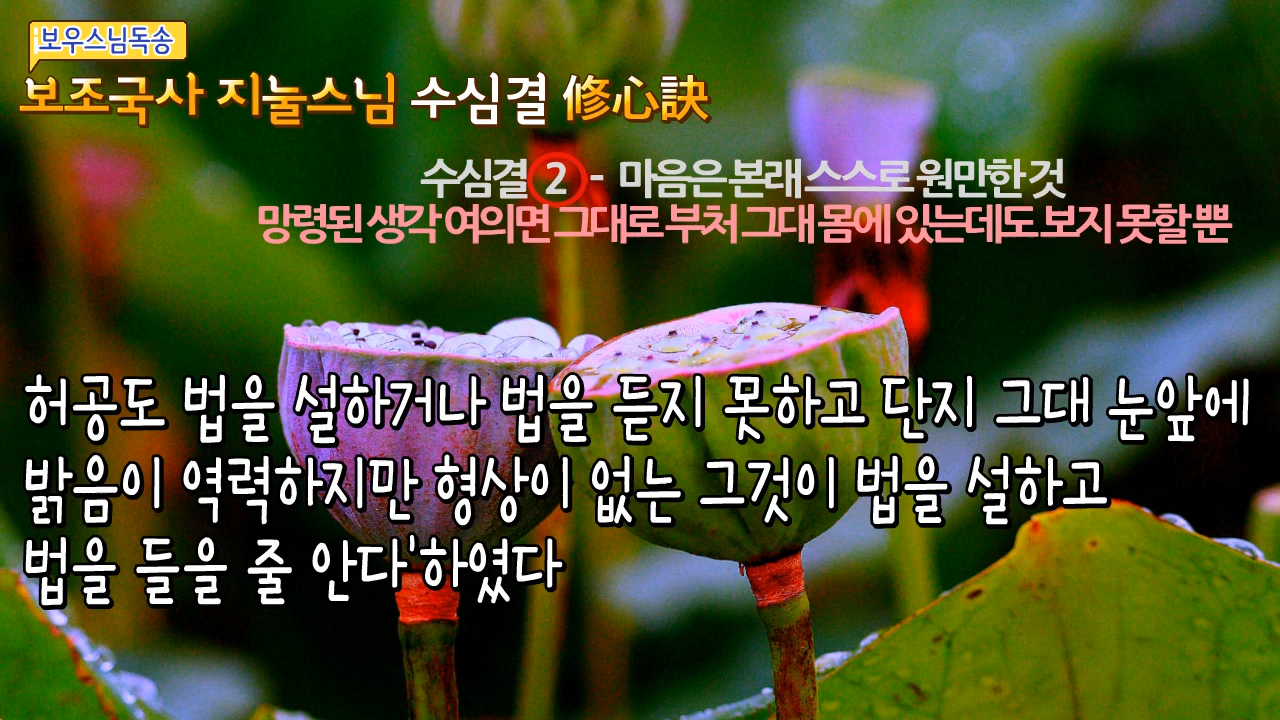 보우스님독송
보조국사 지눌스님 수심결 修心訣
수심결 2 - 마음은 본래 스스로 원만한 것
망령된 생각 여의면 그대로 부처 그대 몸에 있는데도 보지 못할 뿐
허공도 법을 설하거나 법을 듣지 못하고 단지 그대 눈앞에
밝음이 역력하지만 형상이 없는 그것이 법을 설하고
법을 들을 줄 안다'하였다